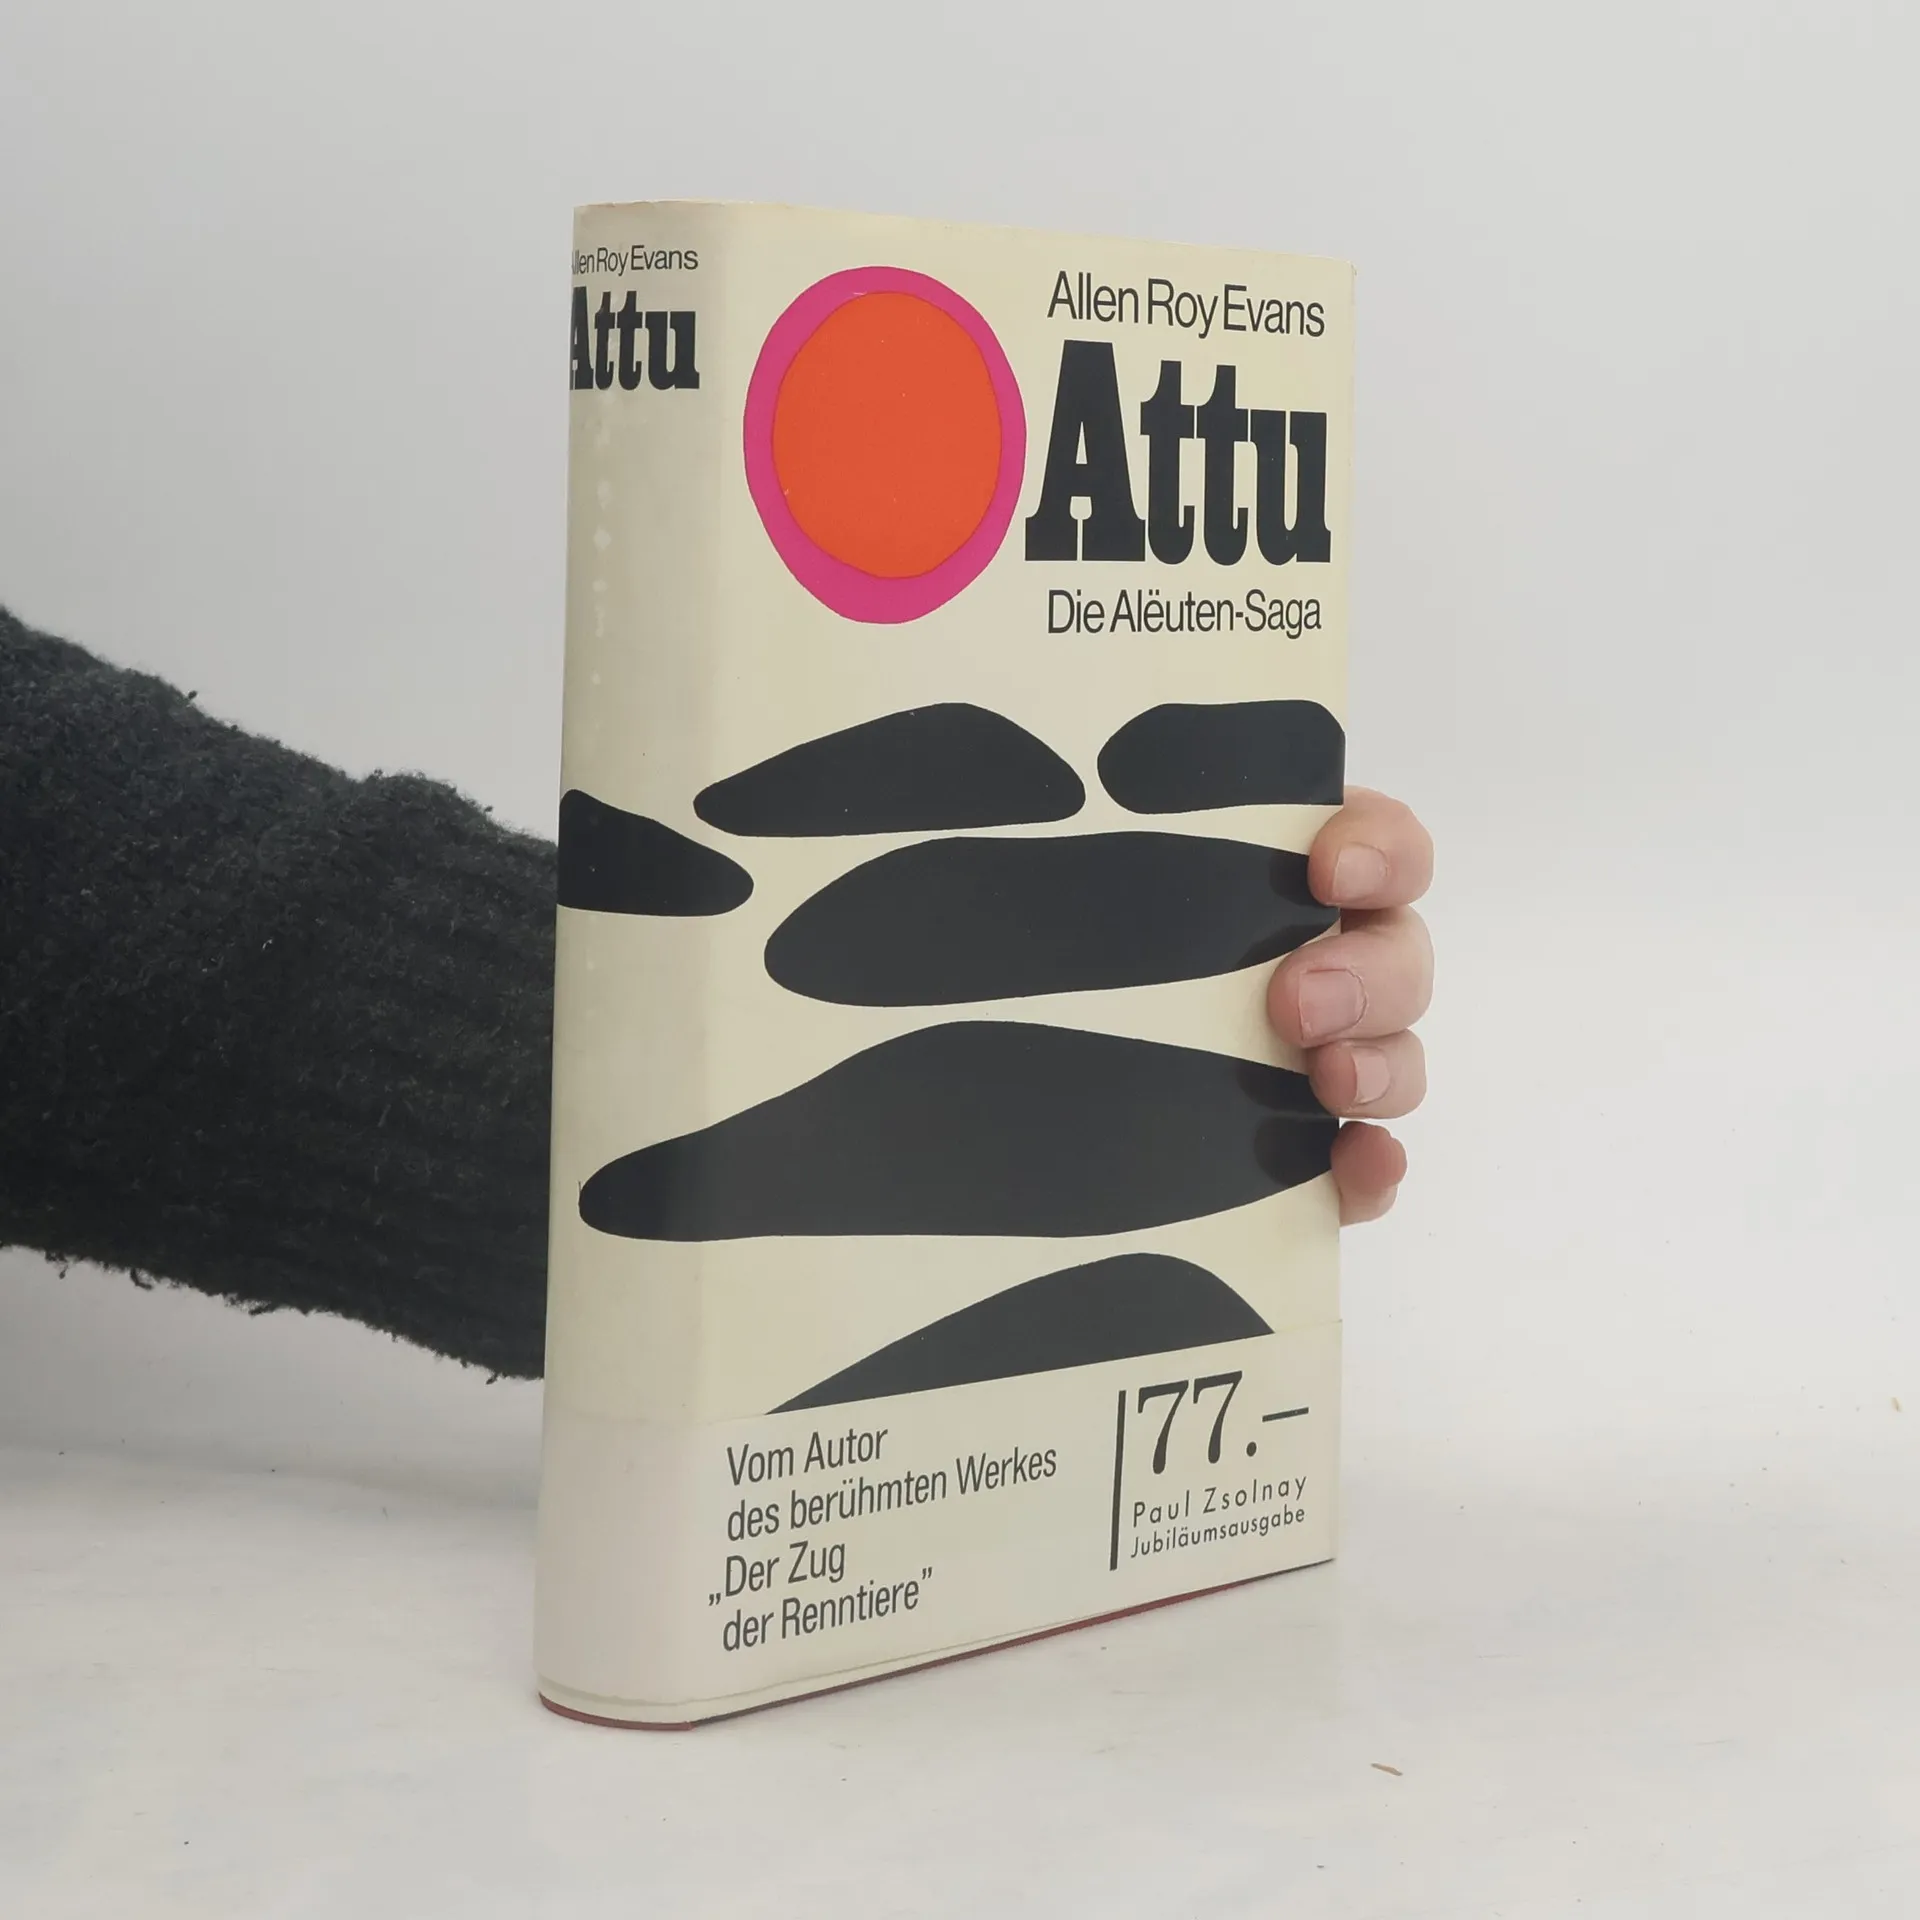 Allen Roy Evans
Attu
Allen Roy Evans
Attu
Die Alëuten-Saga
Vom Autor
des berühmten Werkes
„Der Zug
der Renntiere”
77.–
Paul Zsolnay
Jubiläumsausgabe